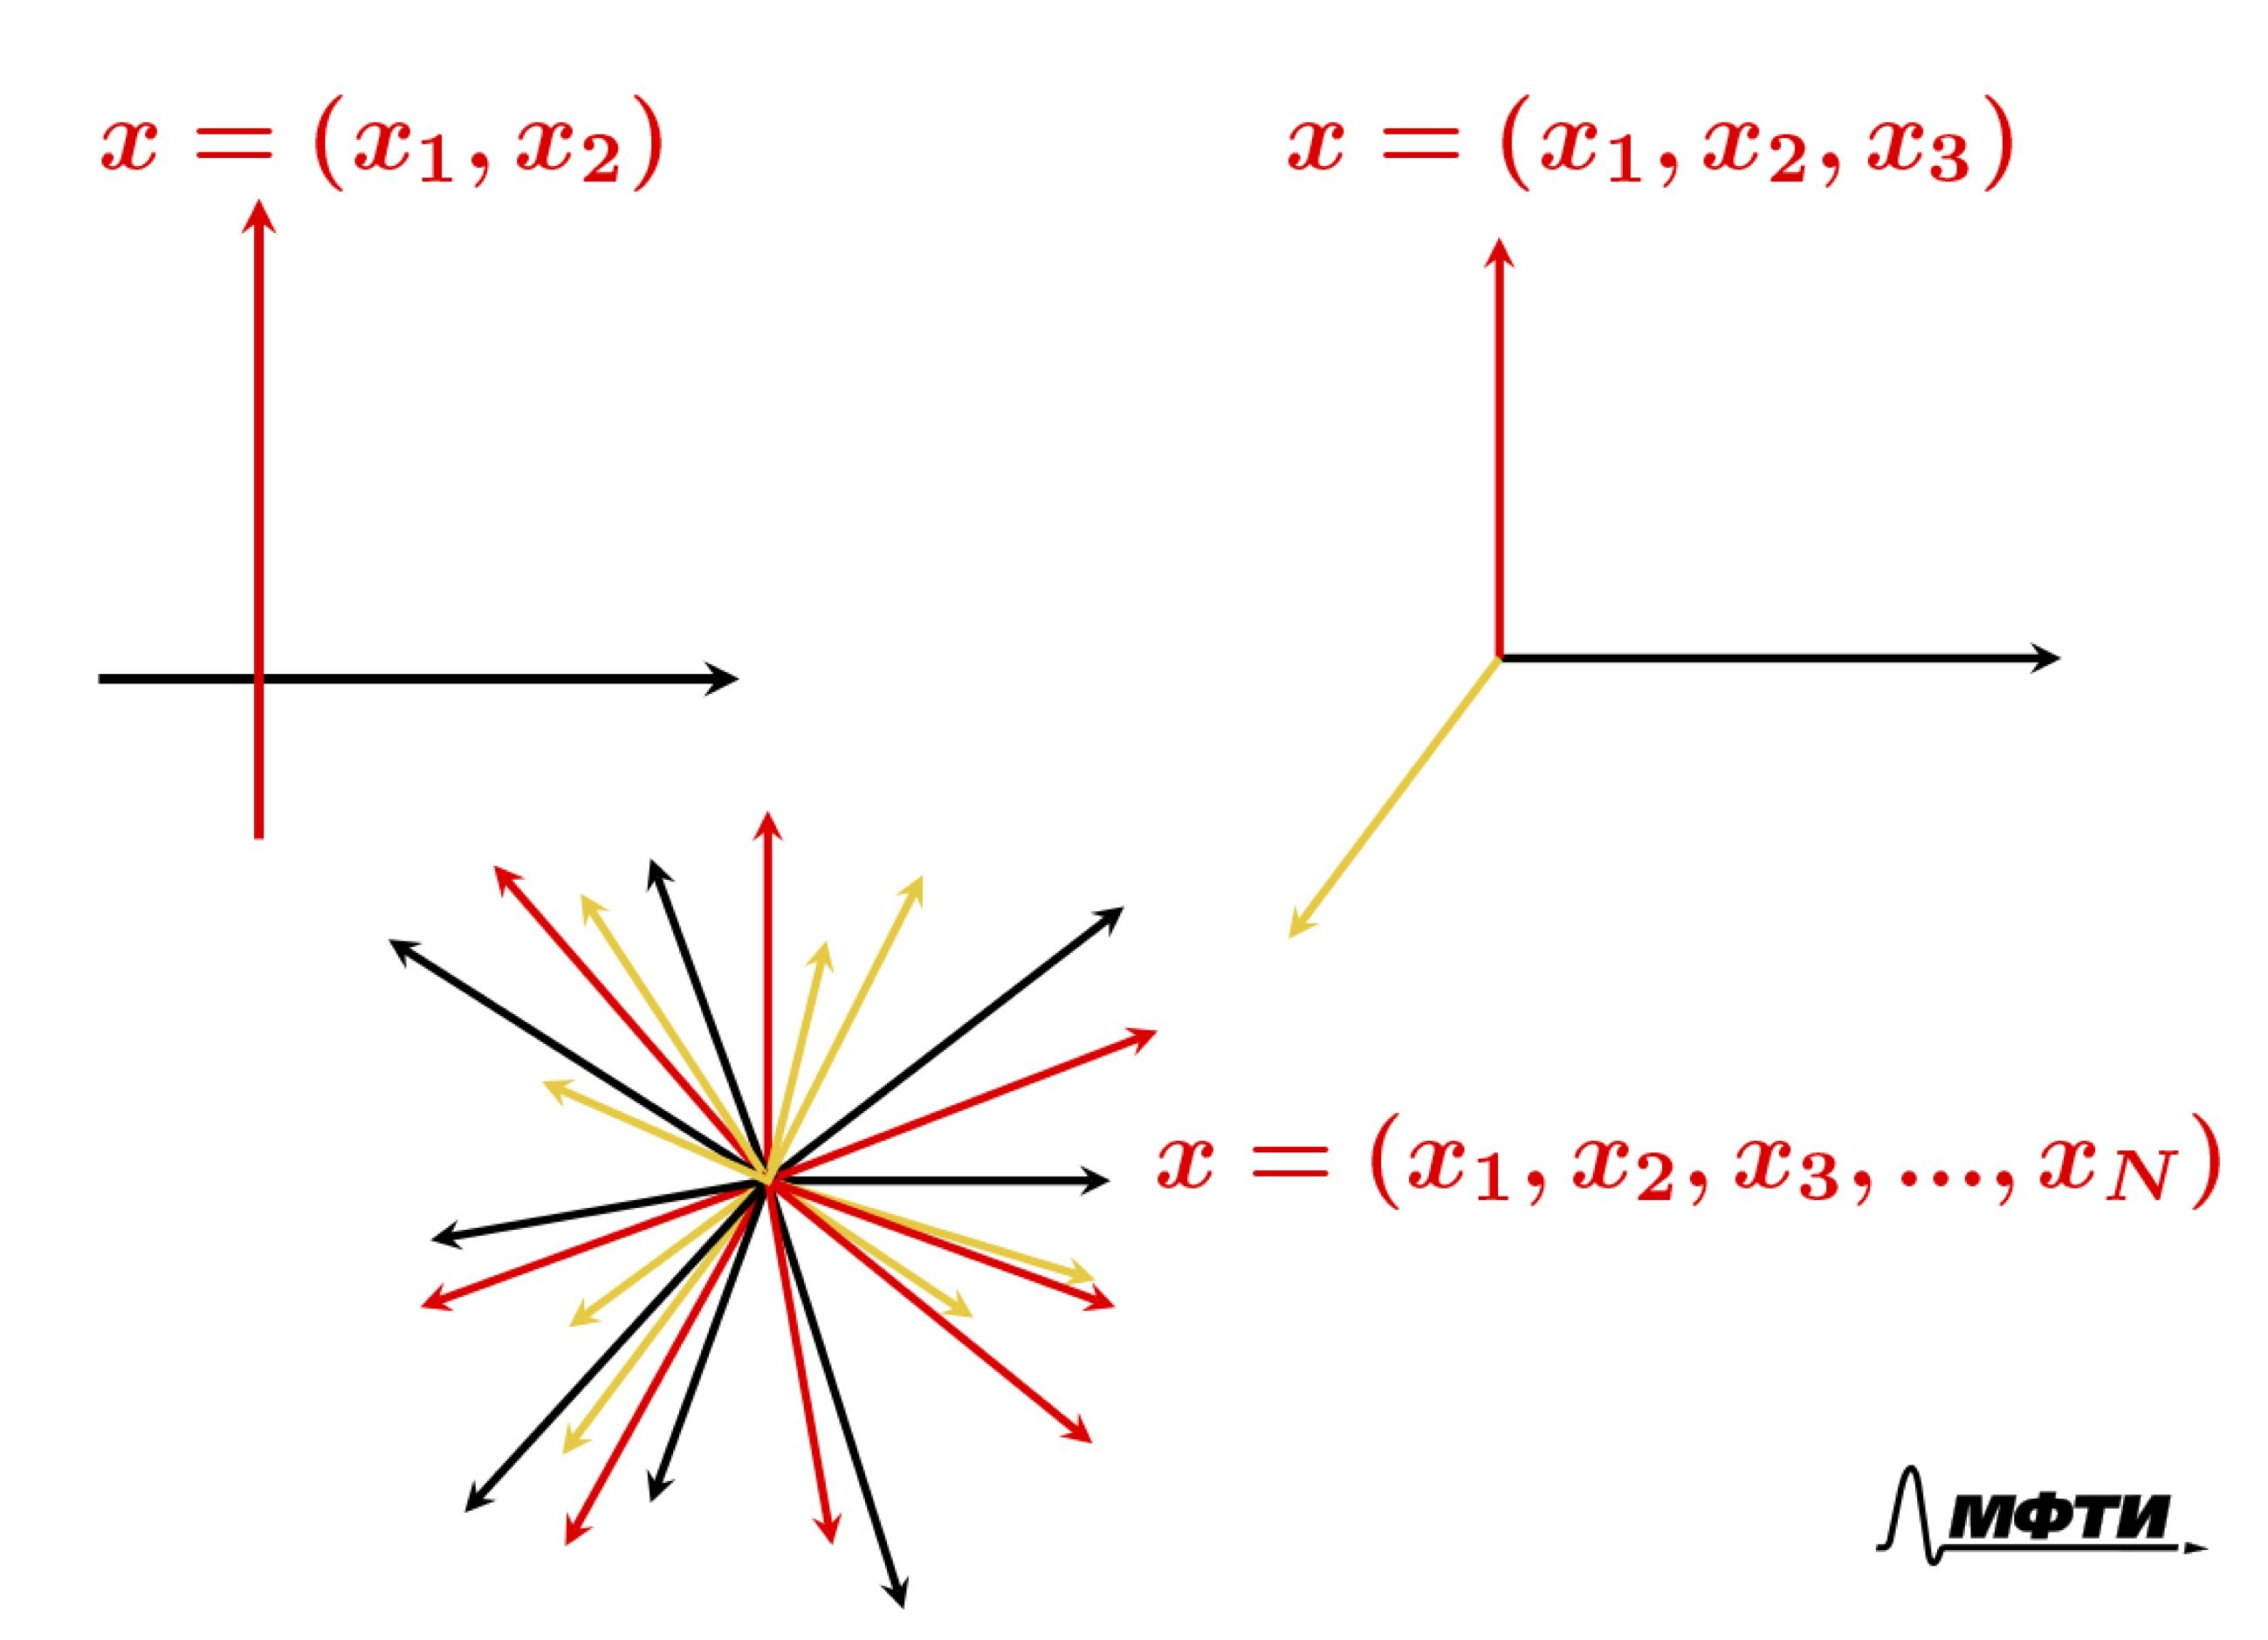 x = (x₁, x₂)
x = (x₁, x₂, x₃)
x = (x₁, x₂, x₃, ..., x_N)
МФТИ